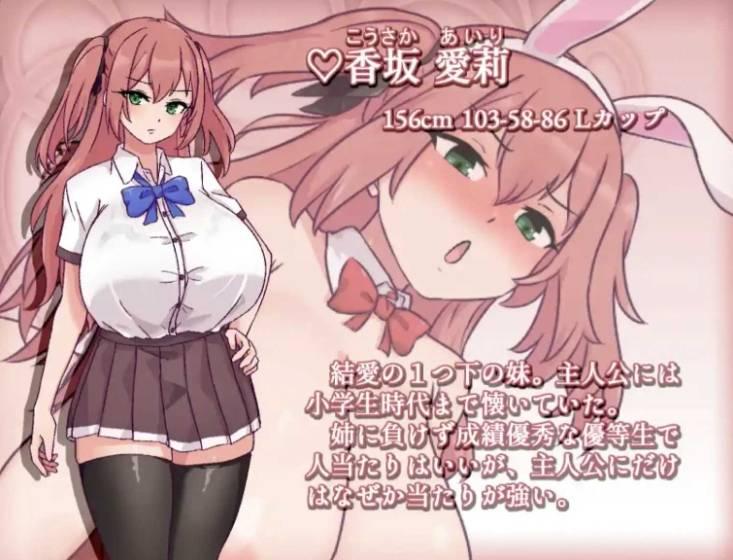 こうさか あいり
♡香坂 愛莉
156cm 103-58-86 Lカップ
結愛の１つ下の妹。主人公には
小学生時代まで懐いていた。
姉に負けず成績優秀な優等生で
人当たりはいいが、主人公にだけ
はなぜか当たりが強い。